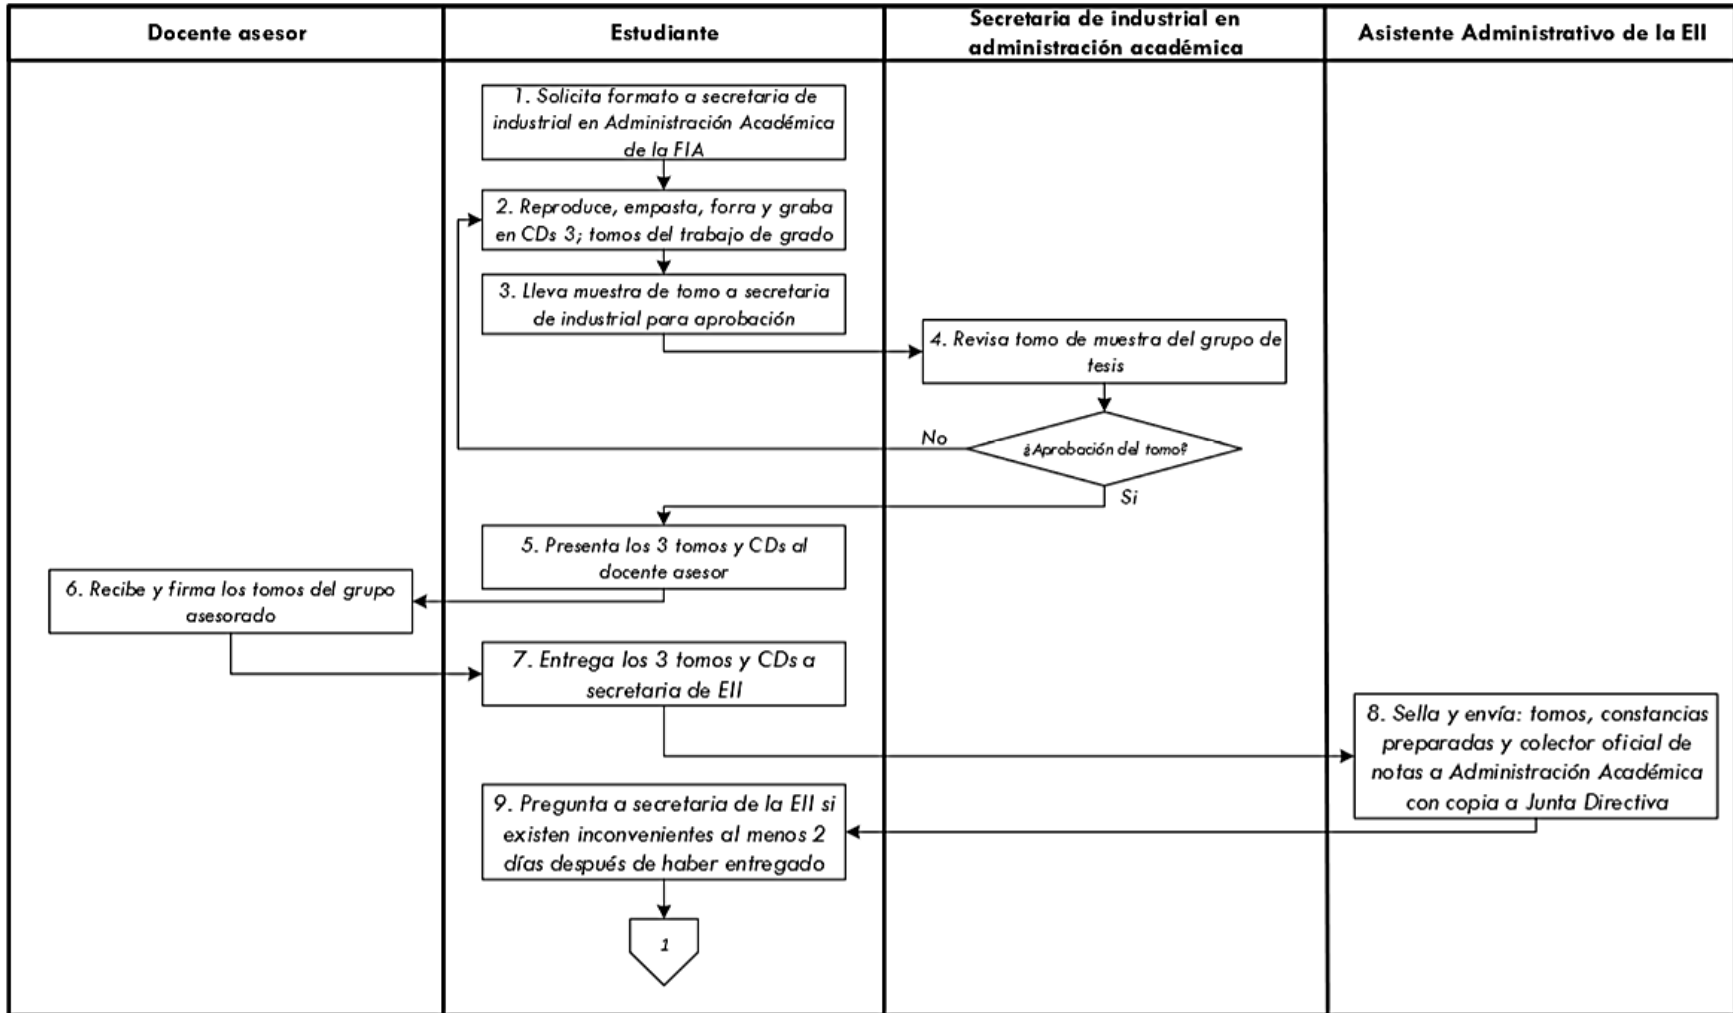 Docente asesor
Estudiante
Secretaria de industrial en
administración académica
Asistente Administrativo de la EII
1. Solicita formato a secretaria de
industrial en Administración Académica
de la FIA
2. Reproduce, empasta, forra y graba
en CDs 3; tomos del trabajo de grado
3. Lleva muestra de tomo a secretaria
de industrial para aprobación
4. Revisa tomo de muestra del grupo de
tesis
¿Aprobación del tomo?
No
Si
5. Presenta los 3 tomos y CDs al
docente asesor
6. Recibe y firma los tomos del grupo
asesorado
7. Entrega los 3 tomos y CDs a
secretaria de EII
8. Sella y envía: tomos, constancias
preparadas y colector oficial de
notas a Administración Académica
con copia a Junta Directiva
9. Pregunta a secretaria de la EII si
existen inconvenientes al menos 2
días después de haber entregado
1